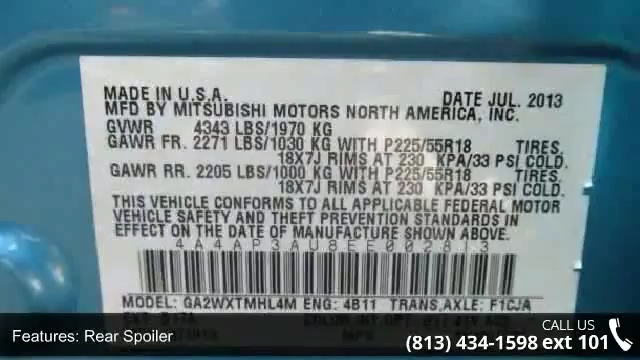 MADE IN U.S.A. DATE JUL. 2013
MFD BY MITSUBISHI MOTORS NORTH AMERICA, INC.
GVWR 4343 LBS/1970 KG
GAWR FR. 2271 LBS/1030 KG WITH P225/55R18 TIRES,
18X7J RIMS AT 230 KPA/33 PSI COLD.
GAWR RR. 2205 LBS/1000 KG WITH P225/55R18 TIRES,
18X7J RIMS AT 230 KPA/33 PSI COLD.
THIS VEHICLE CONFORMS TO ALL APPLICABLE FEDERAL MOTOR
VEHICLE SAFETY AND THEFT PREVENTION STANDARDS IN
EFFECT ON THE DATE OF MANUFACTURE SHOWN ABOVE.
4A4AP3AU8EE002813
MODEL: GA2WXTMHL4M ENG: 4B11 TRANS,AXLE: F1CJA
Features: Rear Spoiler
CALL US
(813) 434-1598 ext 101